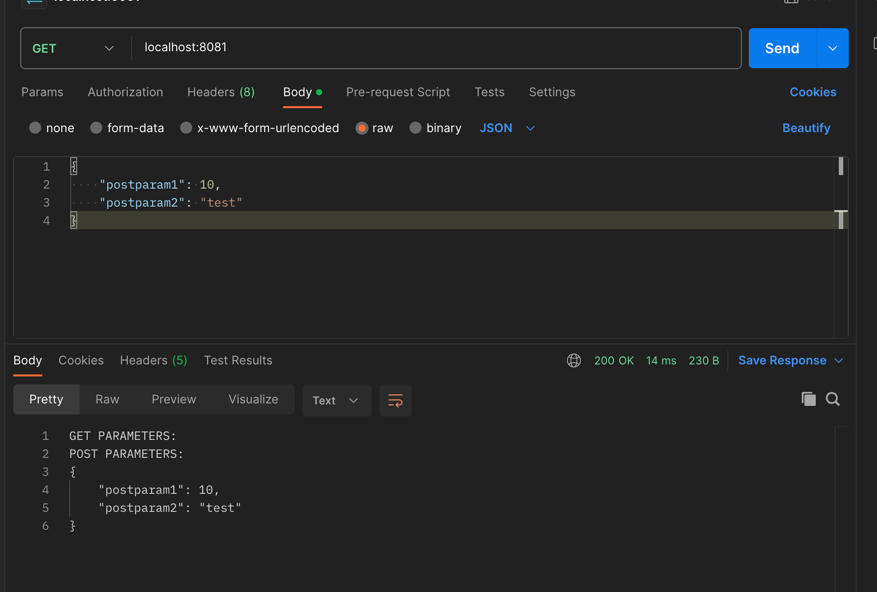 GET
localhost:8081
Send
Params
Authorization
Headers (8)
Body
Pre-request Script
Tests
Settings
Cookies
none
form-data
x-www-form-urlencoded
raw
binary
JSON
Beautify
1 {
2 "postparam1": 10,
3 "postparam2": "test"
4 }
Body
Cookies
Headers (5)
Test Results
200 OK
14 ms
230 B
Save Response
Pretty
Raw
Preview
Visualize
Text
1 GET PARAMETERS:
2 POST PARAMETERS:
3 {
4 "postparam1": 10,
5 "postparam2": "test"
6 }